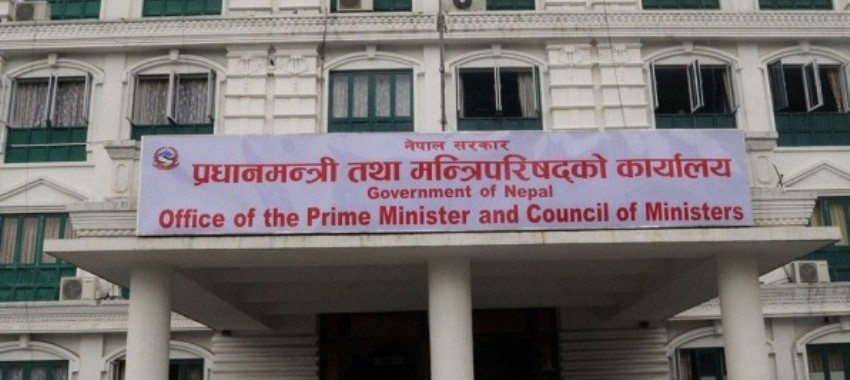 नेपाल सरकार
प्रधानमन्त्री तथा मन्त्रिपरिषद्को कार्यालय
Government of Nepal
Office of the Prime Minister and Council of Ministers